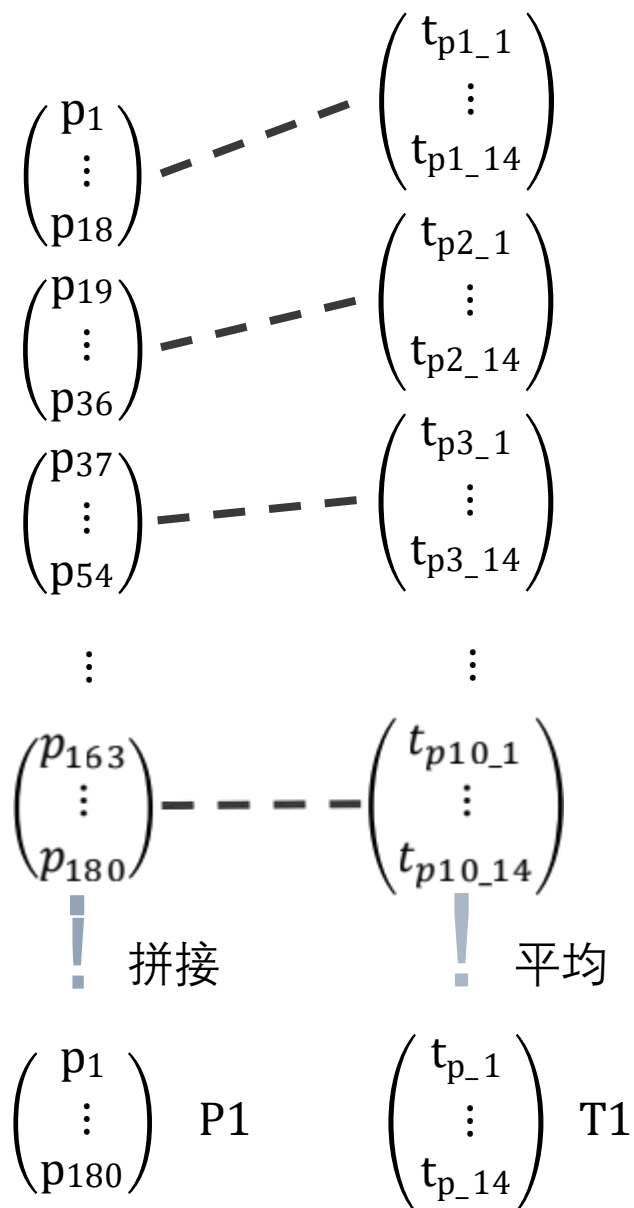 p1
⋮
p18
tp1_1
⋮
tp1_14
p19
⋮
p36
tp2_1
⋮
tp2_14
p37
⋮
p54
tp3_1
⋮
tp3_14
⋮
⋮
p163
⋮
p180
tp10_1
⋮
tp10_14
拼接
平均
p1
⋮
p180
P1
tp_1
⋮
tp_14
T1